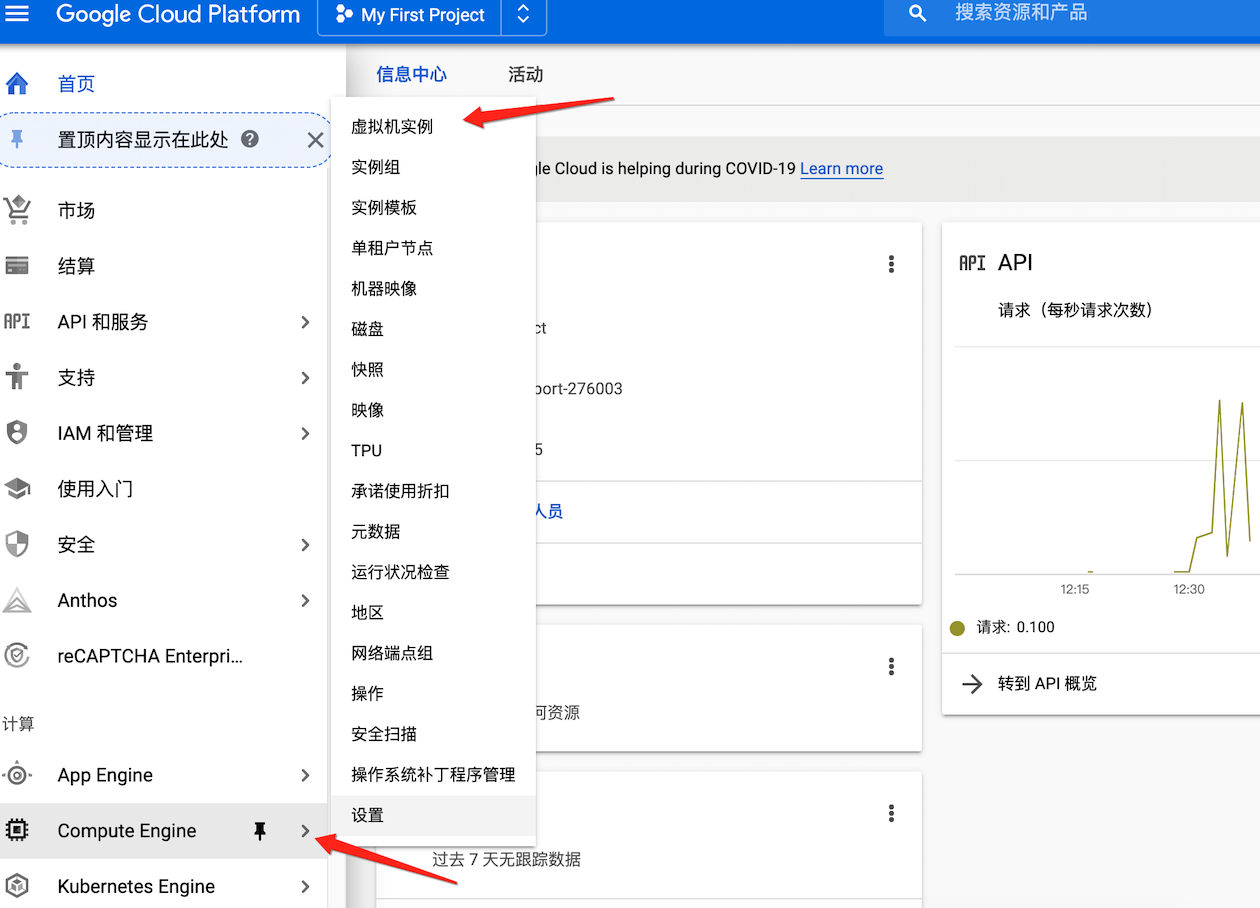 Google Cloud Platform
My First Project
搜索资源和产品
首页
置顶内容显示在此处
市场
结算
API API 和服务
支持
IAM 和管理
使用入门
安全
Anthos
reCAPTCHA Enterpri...
计算
App Engine
Compute Engine
Kubernetes Engine
虚拟机实例
实例组
实例模板
单租户节点
机器映像
磁盘
快照
映像
TPU
承诺使用折扣
元数据
运行状况检查
地区
网络端点组
操作
安全扫描
操作系统补丁程序管理
设置
信息中心
活动
gle Cloud is helping during COVID-19 Learn more
ct
port-276003
5
人员
何资源
过去 7 天无跟踪数据
API API
请求（每秒请求次数）
12:15
12:30
请求: 0.100
转到 API 概览